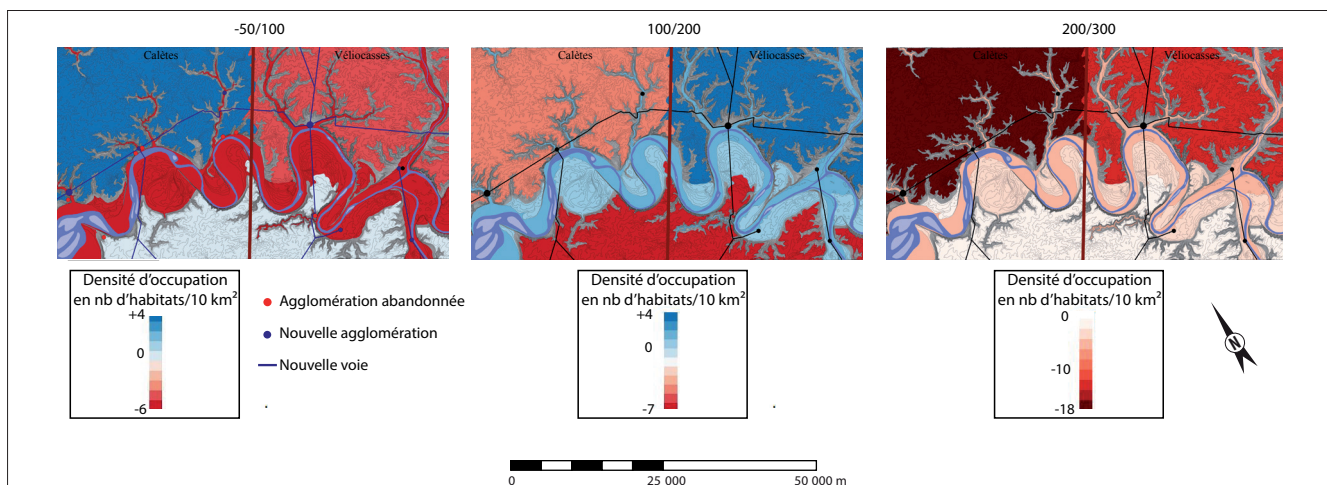 -50/100
100/200
200/300
Calètes
Véliocasses
Calètes
Véliocasses
Calètes
Véliocasses
Densité d'occupation
en nb d'habitats/10 km²
+4
0
-6
Agglomération abandonnée
Nouvelle agglomération
Nouvelle voie
Densité d'occupation
en nb d'habitats/10 km²
+4
0
-7
Densité d'occupation
en nb d'habitats/10 km²
0
-10
-18
N
0
25 000
50 000 m